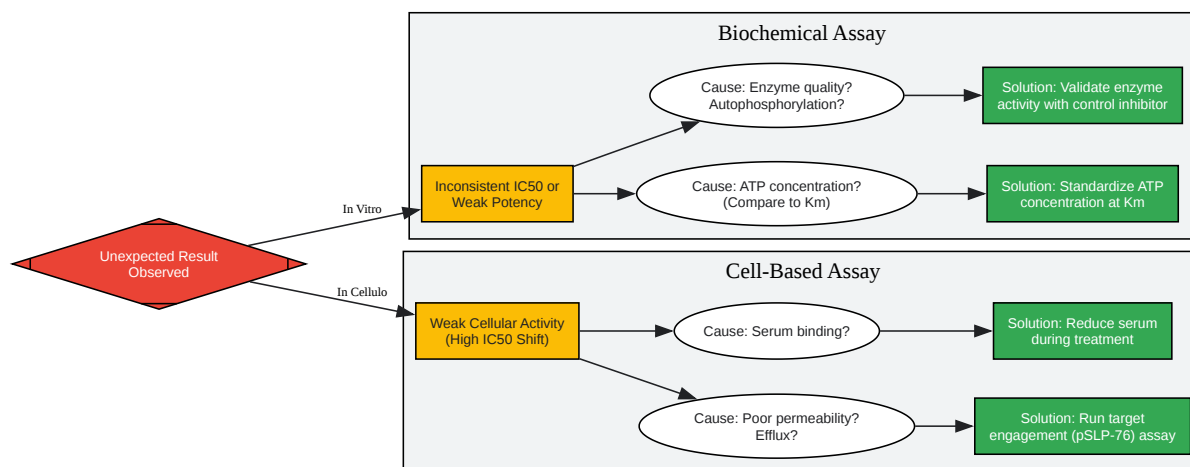 Biochemical Assay
Cause: Enzyme quality?
Autophosphorylation?
Solution: Validate enzyme
activity with control inhibitor
Inconsistent IC50 or
Weak Potency
Cause: ATP concentration?
(Compare to Km)
Solution: Standardize ATP
concentration at Km
In Vitro
Unexpected Result
Observed
In Cellulo
Cell-Based Assay
Weak Cellular Activity
(High IC50 Shift)
Cause: Serum binding?
Solution: Reduce serum
during treatment
Cause: Poor permeability?
Efflux?
Solution: Run target
engagement (pSLP-76) assay